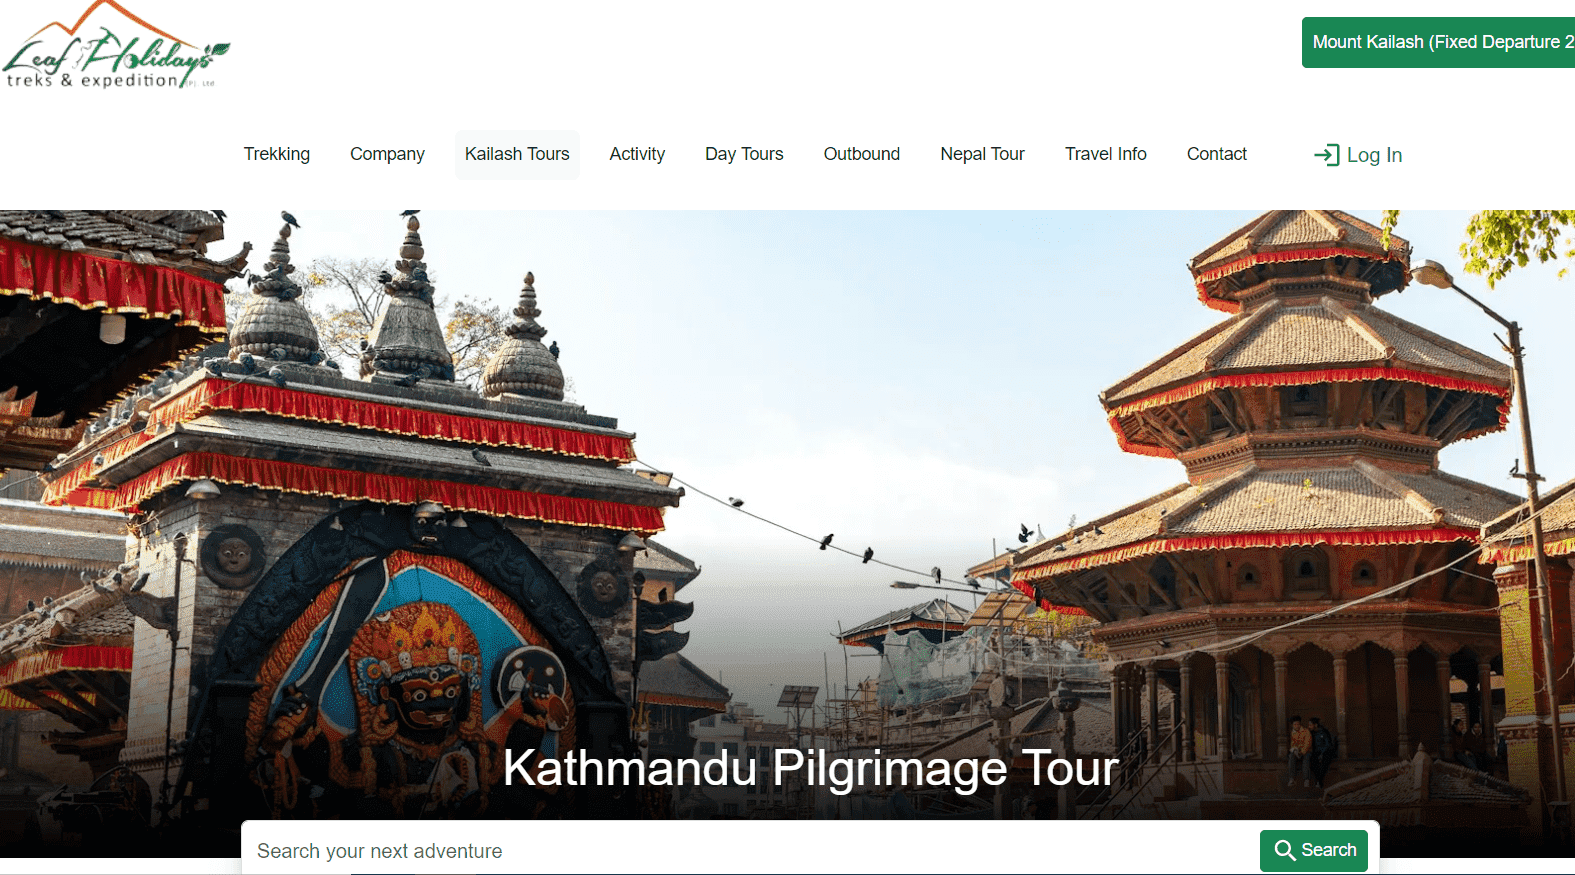 Leaf Holidays
treks & expedition (P). Ltd
Mount Kailash (Fixed Departure 2
Trekking Company Kailash Tours Activity Day Tours Outbound Nepal Tour Travel Info Contact Log In
Kathmandu Pilgrimage Tour
Search your next adventure Search